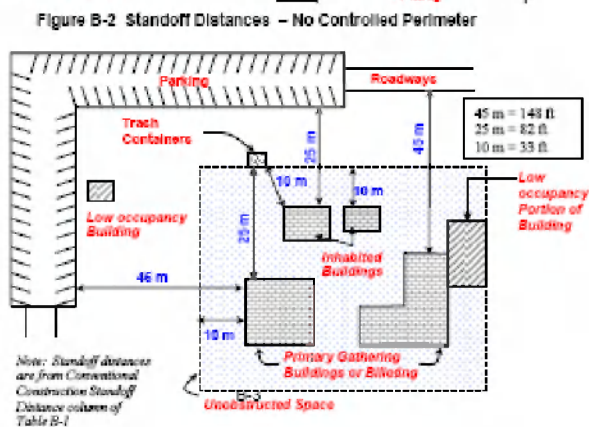 Figure B-2 Standoff Distances – No Controlled Perimeter
Parking
Roadways
Trash
Containers
45 m = 148 ft
25 m = 82 ft
10 m = 33 ft
25 m
45 m
10 m
10 m
Low
occupancy
Portion of
Building
Low occupancy
Building
25 m
Inhabited
Buildings
45 m
10 m
Primary Gathering
Buildings or Billeting
Note: Standoff distances
are from Conventional
Construction Standoff
Distance column of
Table B-1
B-3
Unobstructed Space